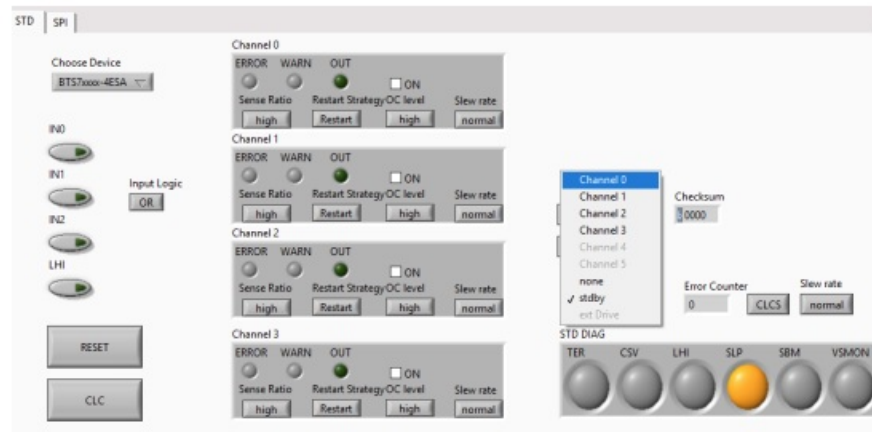 STD SPI
Choose Device
BTS7xxxx-4ESA
IN0
IN1
IN2
LHI
Input Logic
OR
RESET
CLC
Channel 0
ERROR WARN OUT
ON
Sense Ratio Restart Strategy OC level Slew rate
high Restart high normal
Channel 1
ERROR WARN OUT
ON
Sense Ratio Restart Strategy OC level Slew rate
high Restart high normal
Channel 2
ERROR WARN OUT
ON
Sense Ratio Restart Strategy OC level Slew rate
high Restart high normal
Channel 3
ERROR WARN OUT
ON
Sense Ratio Restart Strategy OC level Slew rate
high Restart high normal
Channel 0
Channel 1
Channel 2
Channel 3
Channel 4
Channel 5
none
✓ stdby
ext Drive
Checksum
0000
Error Counter Slew rate
0 CLCS normal
STD DIAG
TER CSV LHI SLP SBM VSMON